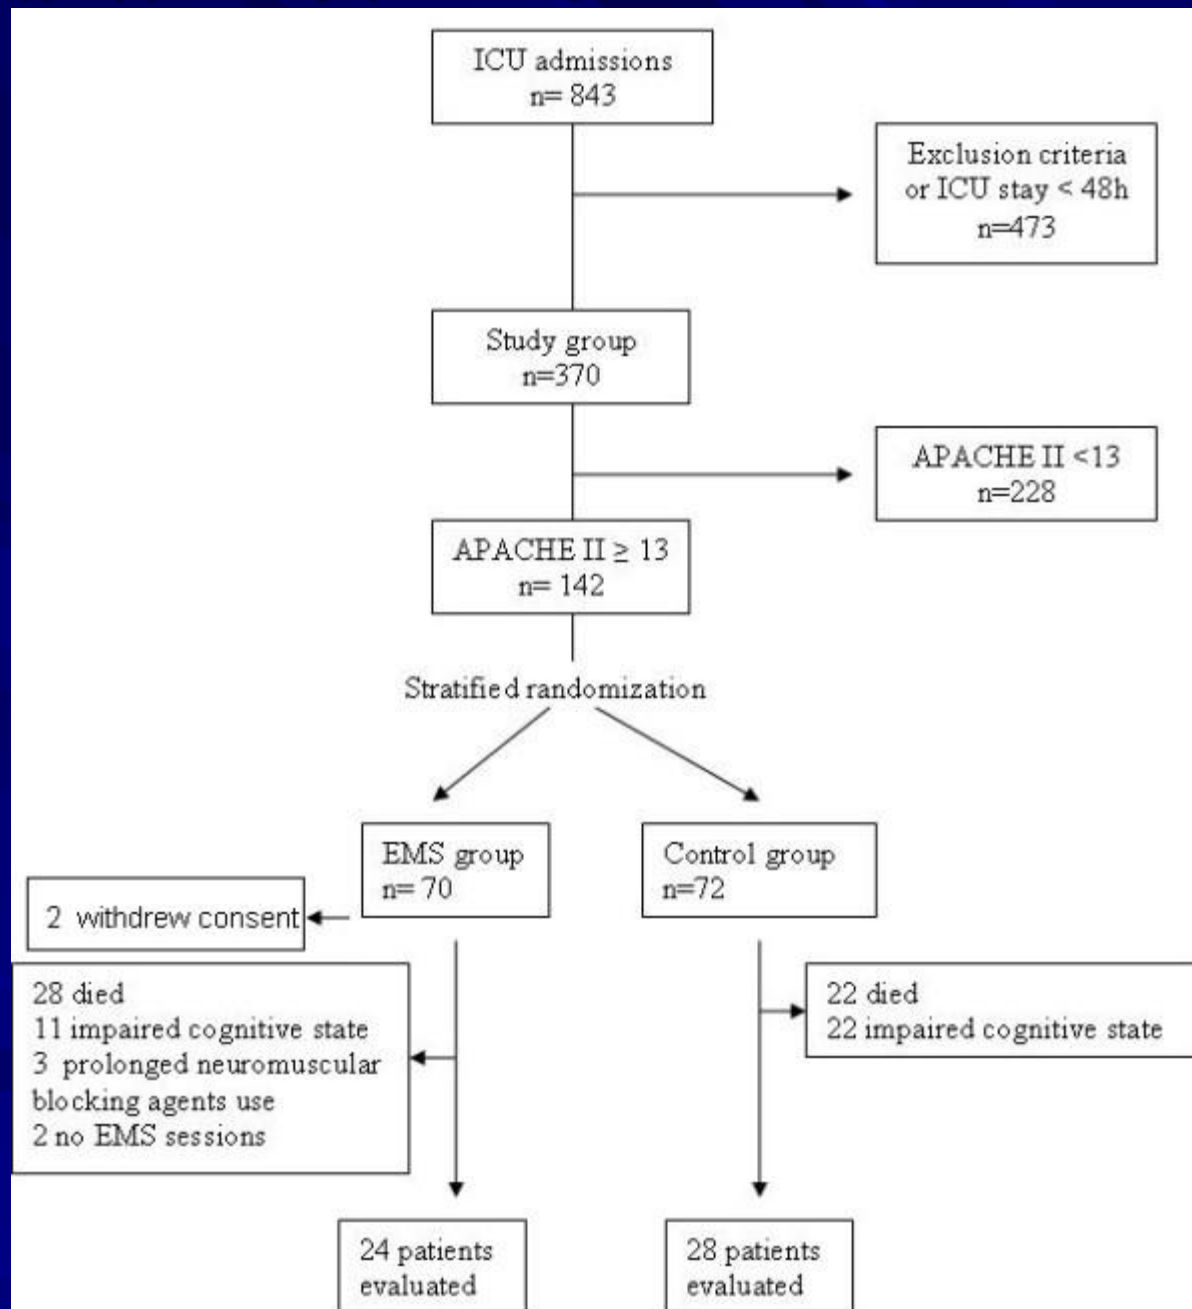 ICU admissions
n= 843
Exclusion criteria
or ICU stay < 48h
n=473
Study group
n=370
APACHE II <13
n=228
APACHE II ≥ 13
n= 142
Stratified randomization
EMS group
n= 70
Control group
n=72
2 withdrew consent
28 died
11 impaired cognitive state
3 prolonged neuromuscular
blocking agents use
2 no EMS sessions
22 died
22 impaired cognitive state
24 patients
evaluated
28 patients
evaluated